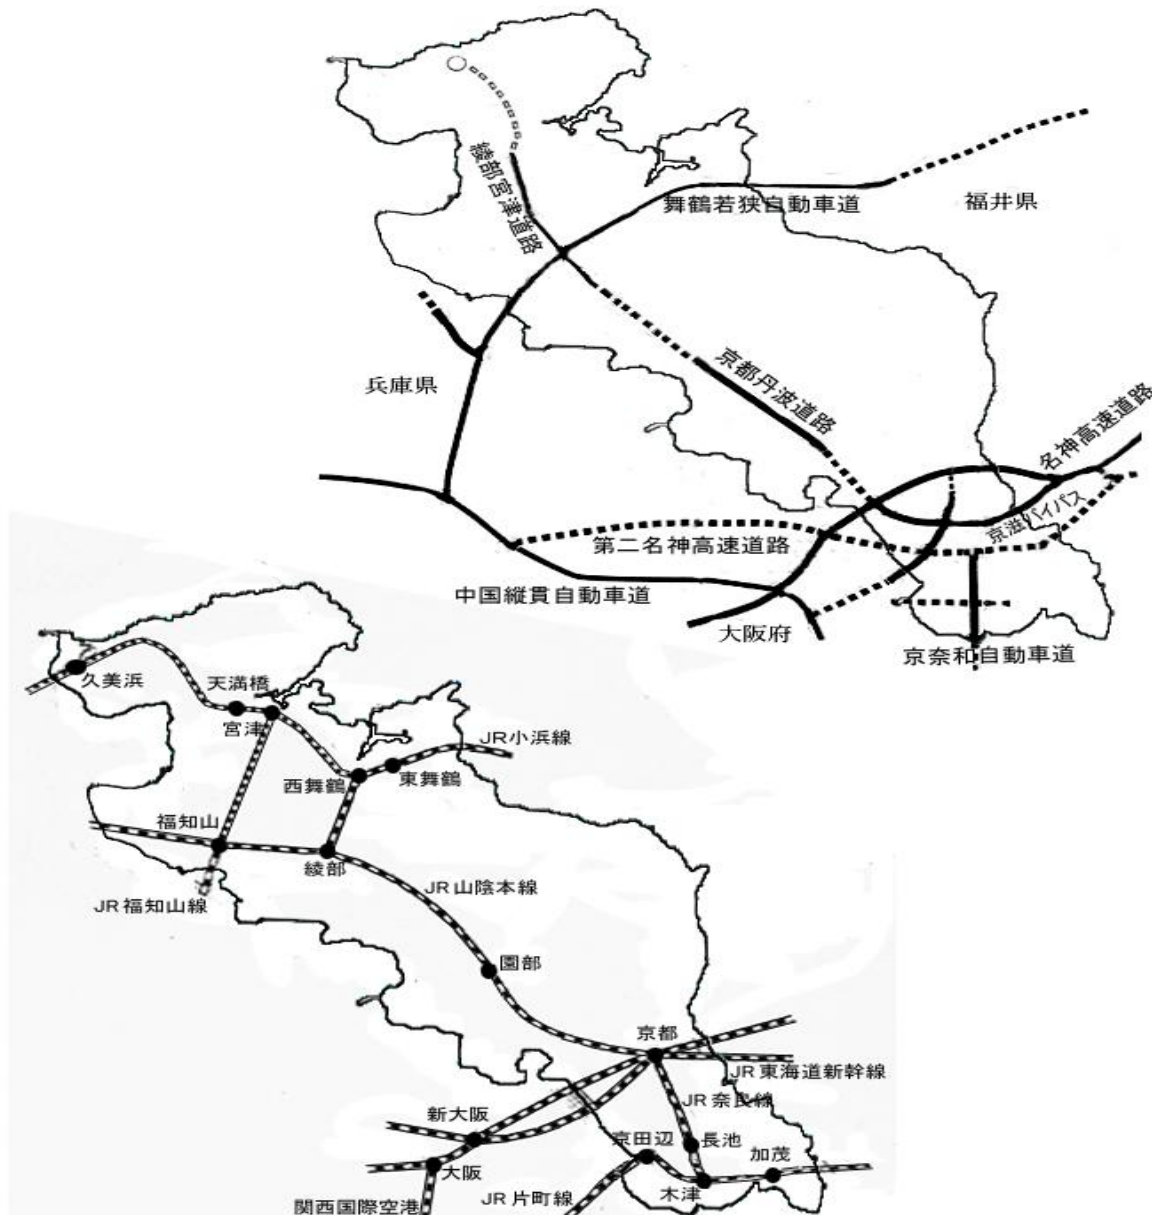 綾部宮津道路
舞鶴若狭自動車道
福井県
兵庫県
京都丹波道路
名神高速道路
京滋バイパス
第二名神高速道路
中国縦貫自動車道
大阪府
京奈和自動車道
久美浜
天満橋
宮津
JR小浜線
西舞鶴
東舞鶴
福知山
綾部
JR山陰本線
JR福知山線
園部
京都
JR東海道新幹線
JR奈良線
新大阪
京田辺
長池
加茂
大阪
木津
JR片町線
関西国際空港